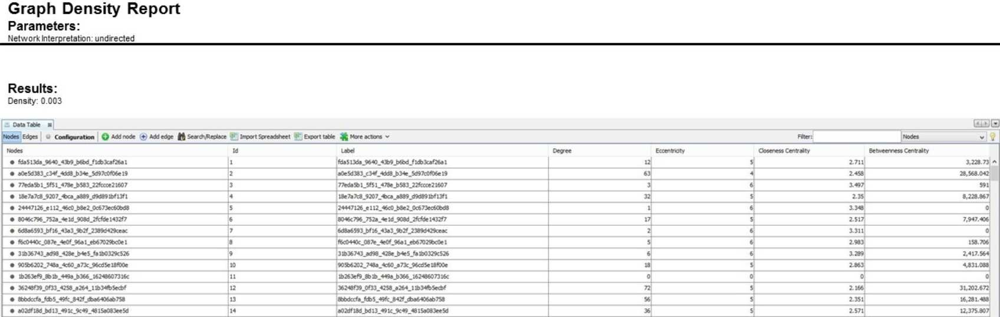 Graph Density Report
Parameters:
Network Interpretation: undirected
Results:
Density: 0.003
Data Table
Nodes Edges Configuration Add node Add edge Search/Replace Import Spreadsheet Export table More actions Filter: Nodes
Nodes Id Label Degree Eccentricity Closeness Centrality Betweenness Centrality
fda513da_9640_43b9_b6bd_f1db3caf26a1 1 fda513da_9640_43b9_b6bd_f1db3caf26a1 12 5 2.711 3,228.73
a0e5d383_c34f_4dd8_b34e_5d97c0f06e19 2 a0e5d383_c34f_4dd8_b34e_5d97c0f06e19 63 4 2.458 28,568.042
77eda5b1_5f51_478e_b583_22fccce21607 3 77eda5b1_5f51_478e_b583_22fccce21607 3 6 3.497 591
18e7a7c8_9207_4bca_a889_d9d891bf13f1 4 18e7a7c8_9207_4bca_a889_d9d891bf13f1 32 5 2.35 8,228.867
24447126_e112_46c0_b8e2_0c673ec60bd8 5 24447126_e112_46c0_b8e2_0c673ec60bd8 1 6 3.348 0
8046c796_752a_4e1d_908d_2fcfde1432f7 6 8046c796_752a_4e1d_908d_2fcfde1432f7 17 5 2.517 7,947.406
6d8a6593_bf16_43a3_9b2f_2389d429ceac 7 6d8a6593_bf16_43a3_9b2f_2389d429ceac 2 6 3.311 0
f6c0440c_087e_4e0f_96a1_eb67029bc0e1 8 f6c0440c_087e_4e0f_96a1_eb67029bc0e1 5 6 2.983 158.706
31b36743_ad98_428e_b4e5_fa1b0329c526 9 31b36743_ad98_428e_b4e5_fa1b0329c526 6 6 3.289 2,417.564
905b6202_748a_4c60_a73c_96cd5e18f00e 10 905b6202_748a_4c60_a73c_96cd5e18f00e 18 5 2.863 4,831.088
1b263ef9_8b1b_449a_b366_16248607316c 11 1b263ef9_8b1b_449a_b366_16248607316c 0 0 0 0
36248f39_0f33_4258_a264_11b34fb5ecbf 12 36248f39_0f33_4258_a264_11b34fb5ecbf 72 5 2.166 31,202.672
8bbdccfa_fdb5_49fc_842f_dba6406ab758 13 8bbdccfa_fdb5_49fc_842f_dba6406ab758 56 5 2.351 16,281.488
a02df18d_bd13_491c_9c49_4815a083ee5d 14 a02df18d_bd13_491c_9c49_4815a083ee5d 36 5 2.571 12,375.807